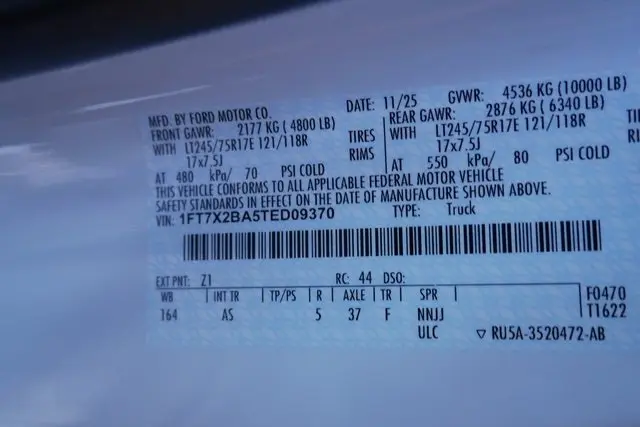 MFD. BY FORD MOTOR CO. DATE: 11/25 GVWR: 4536 KG (10000 LB)
FRONT GAWR: 2177 KG ( 4800 LB) REAR GAWR: 2876 KG ( 6340 LB)
WITH LT245/75R17E 121/118R TIRES WITH LT245/75R17E 121/118R
17x7.5J RIMS 17x7.5J
AT 480 kPa/ 70 PSI COLD AT 550 kPa/ 80 PSI COLD
THIS VEHICLE CONFORMS TO ALL APPLICABLE FEDERAL MOTOR VEHICLE
SAFETY STANDARDS IN EFFECT ON THE DATE OF MANUFACTURE SHOWN ABOVE.
VIN: 1FT7X2BA5TED09370 TYPE: Truck
EXT PNT: Z1 RC: 44 DSO:
WB INT TR TP/PS R AXLE TR SPR F0470
164 AS 5 37 F NNJJ T1622
ULC ▽ RU5A-3520472-AB